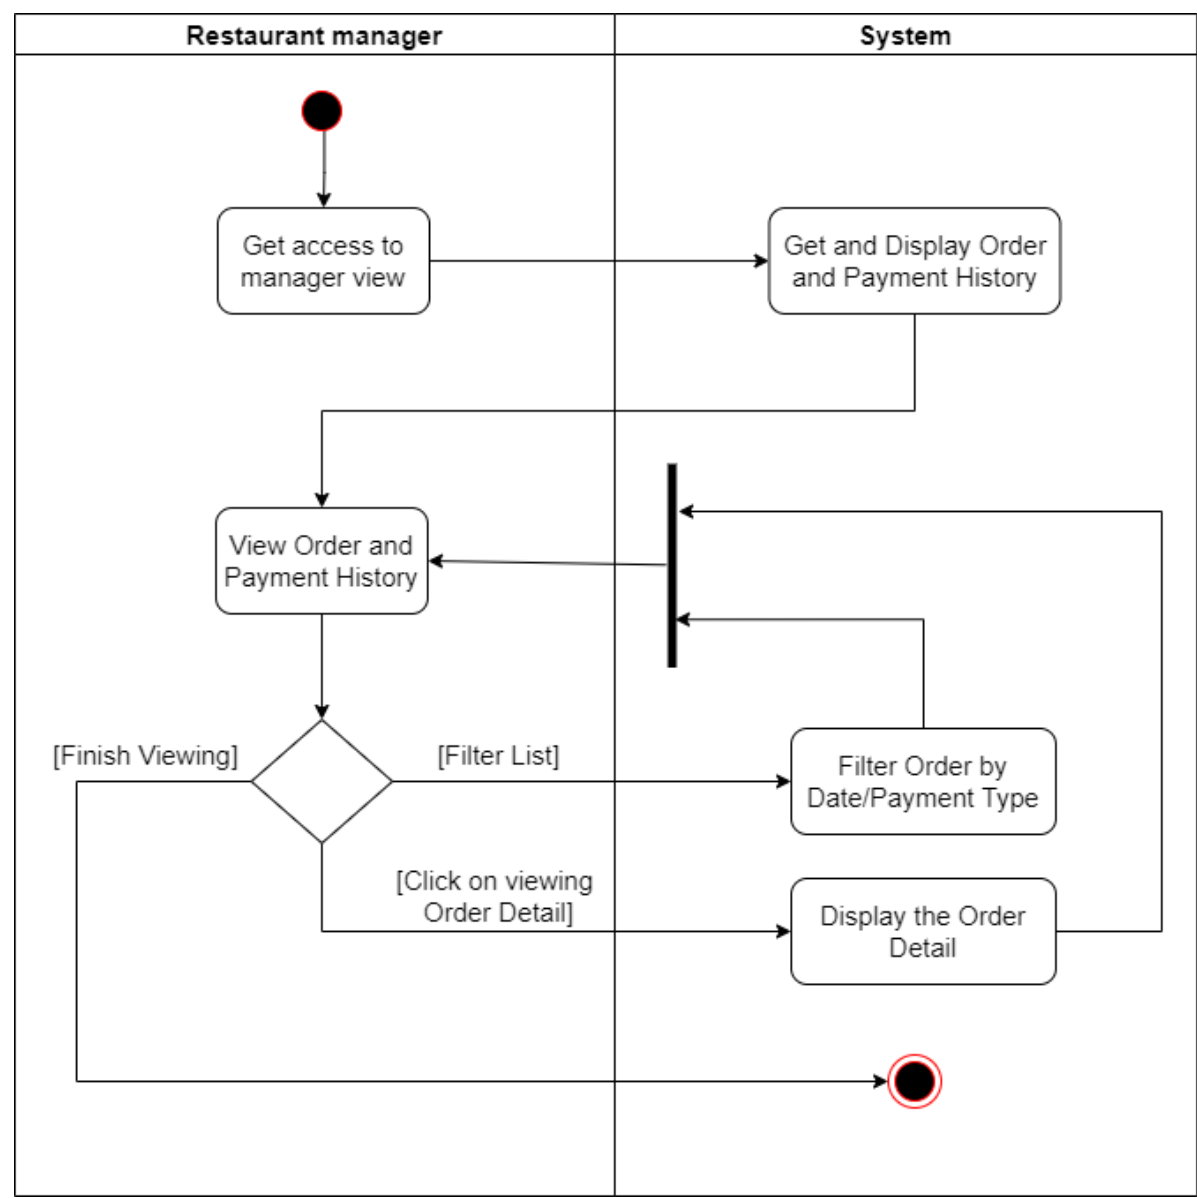 Restaurant manager
System
Get access to
manager view
Get and Display Order
and Payment History
View Order and
Payment History
[Finish Viewing]
[Filter List]
Filter Order by
Date/Payment Type
[Click on viewing
Order Detail]
Display the Order
Detail